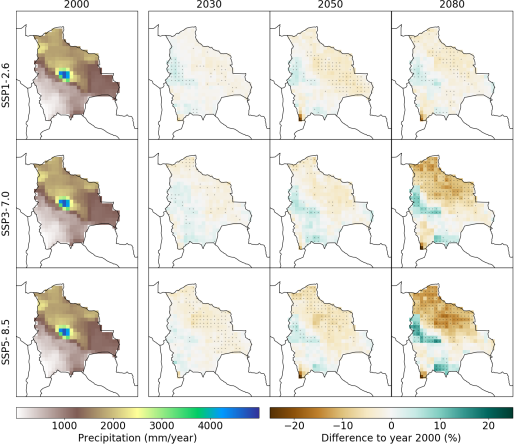 2000 2030 2050 2080
SSP1-2.6
SSP3-7.0
SSP5-8.5
1000 2000 3000 4000
Precipitation (mm/year)
−20 −10 0 10 20
Difference to year 2000 (%)